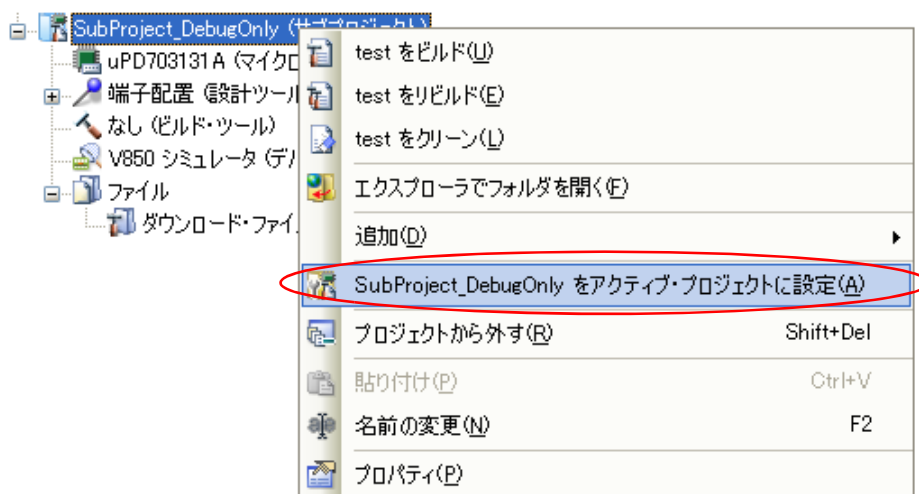 SubProject_DebugOnly (サブプロジェクト)
uPD703131A (マイクロ
端子配置 (設計ツール
なし (ビルド・ツール)
V850 シミュレータ (デバ
ファイル
ダウンロード・ファイ
test をビルド(U)
test をリビルド(E)
test をクリーン(L)
エクスプローラでフォルダを開く(F)
追加(D)
SubProject_DebugOnly をアクティブ・プロジェクトに設定(A)
プロジェクトから外す(R) Shift+Del
貼り付け(P) Ctrl+V
名前の変更(N) F2
プロパティ(P)